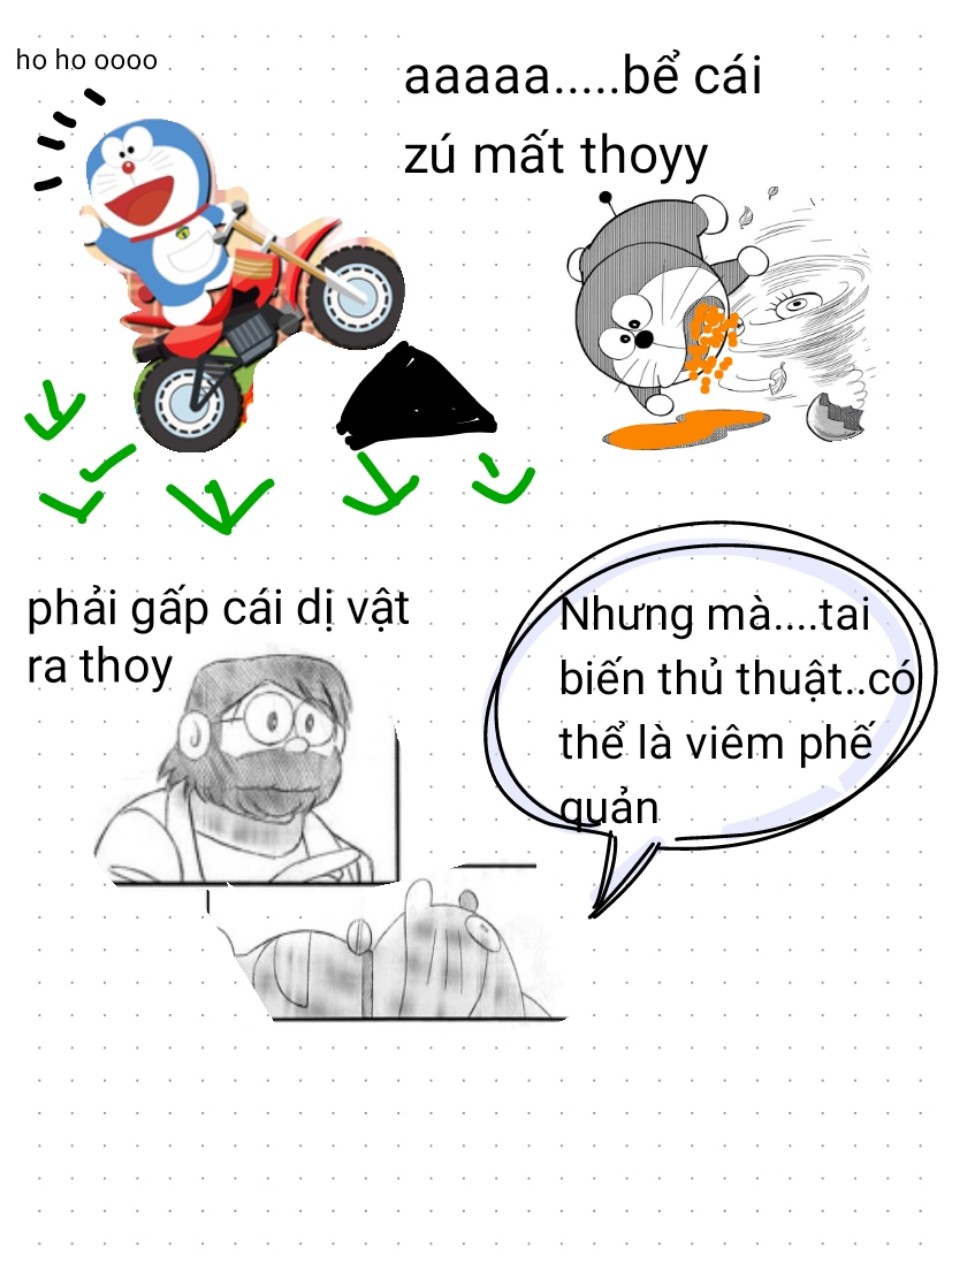 ho ho oooo
aaaaa.....bể cái
zú mất thoyy
phải gấp cái dị vật
ra thoy
Nhưng mà....tai
biến thủ thuật..có
thể là viêm phế
quản